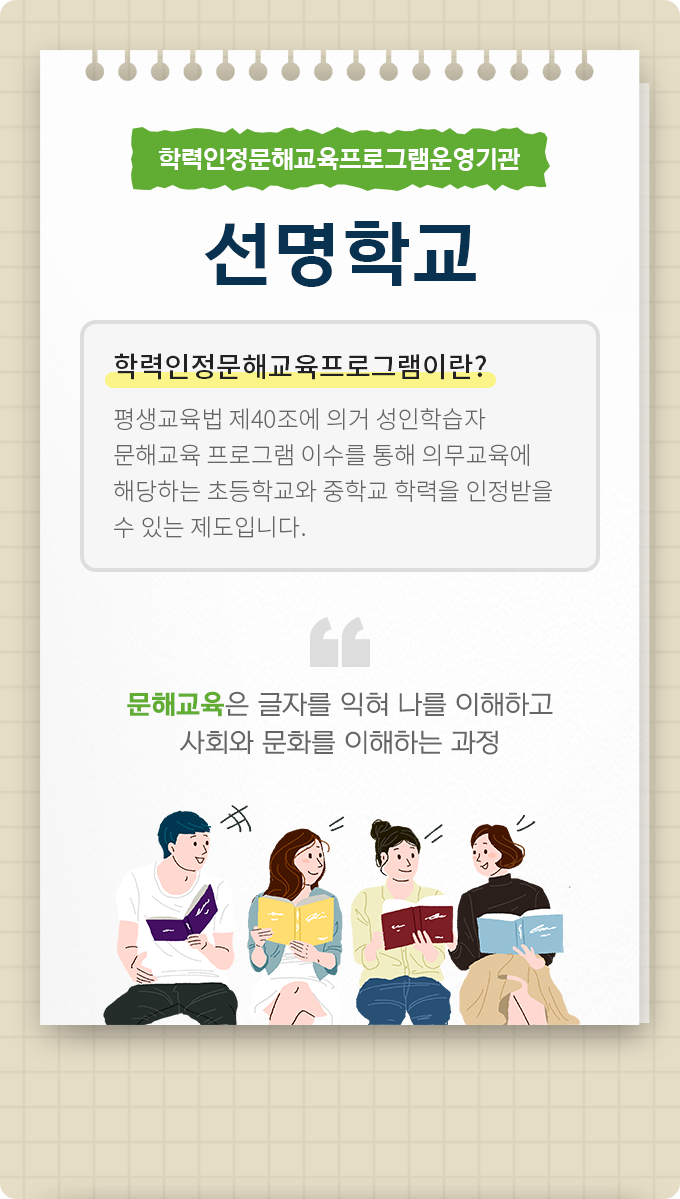 학력인정문해교육프로그램운영기관
선명학교
학력인정문해교육프로그램이란?
평생교육법 제40조에 의거 성인학습자
문해교육 프로그램 이수를 통해 의무교육에
해당하는 초등학교와 중학교 학력을 인정받을
수 있는 제도입니다.
“
문해교육은 글자를 익혀 나를 이해하고
사회와 문화를 이해하는 과정